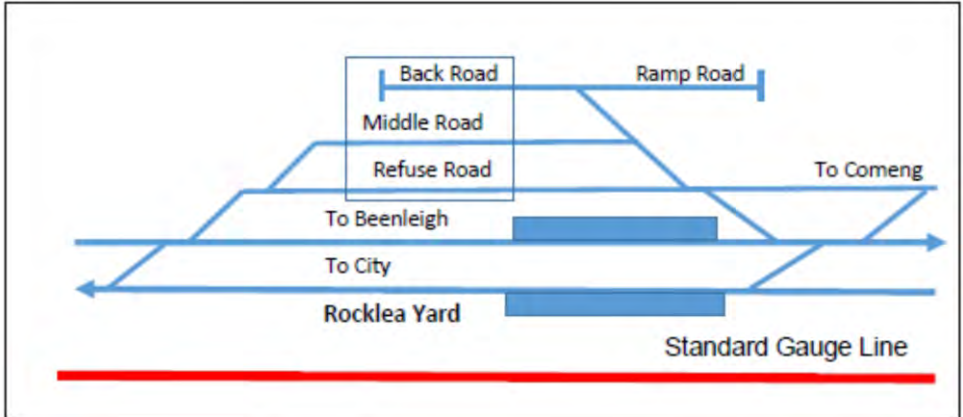 Back Road
Ramp Road
Middle Road
Refuse Road
To Comeng
To Beenleigh
To City
Rocklea Yard
Standard Gauge Line